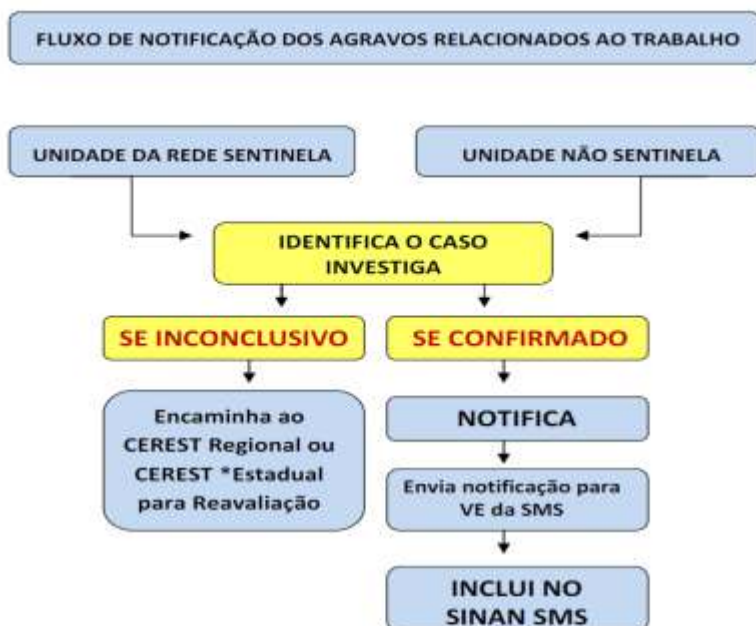 FLUXO DE NOTIFICAÇÃO DOS AGRAVOS RELACIONADOS AO TRABALHO
UNIDADE DA REDE SENTINELA
UNIDADE NÃO SENTINELA
IDENTIFICA O CASO
INVESTIGA
SE INCONCLUSIVO
SE CONFIRMADO
Encaminha ao
CEREST Regional ou
CEREST *Estadual
para Reavaliação
NOTIFICA
Envia notificação para
VE da SMS
INCLUI NO
SINAN SMS